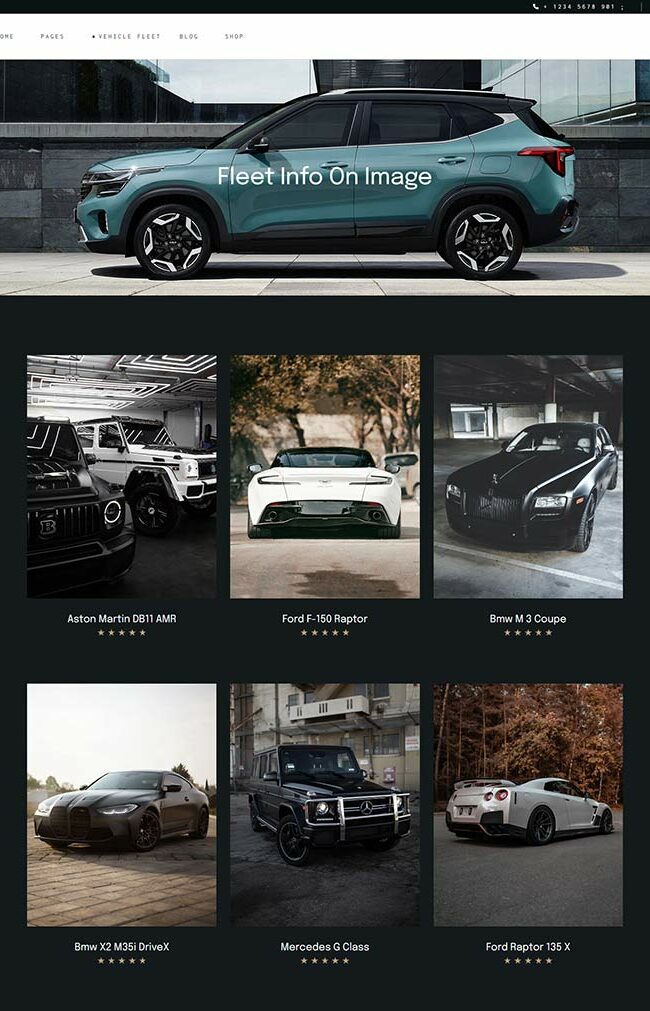 + 1234 5678 901 ;
OME PAGES VEHICLE FLEET BLOG SHOP
Fleet Info On Image
B
Aston Martin DB11 AMR
Ford F-150 Raptor
Bmw M 3 Coupe
Bmw X2 M35i DriveX
Mercedes G Class
Ford Raptor 135 X